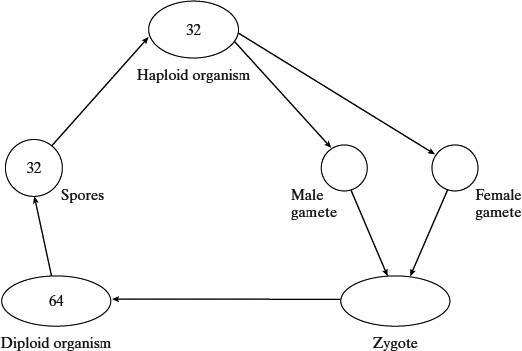 32
Haploid organism
32
Spores
Male
gamete
Female
gamete
64
Diploid organism
Zygote